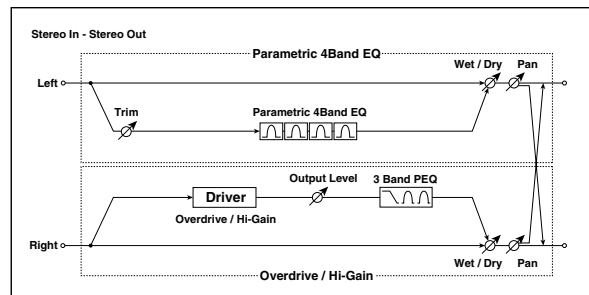 Stereo In - Stereo Out
Parametric 4Band EQ
Wet / Dry
Pan
Left
Trim
Parametric 4Band EQ
Output Level
3 Band PEQ
Driver
Overdrive / Hi-Gain
Right
Wet / Dry
Pan
Overdrive / Hi-Gain